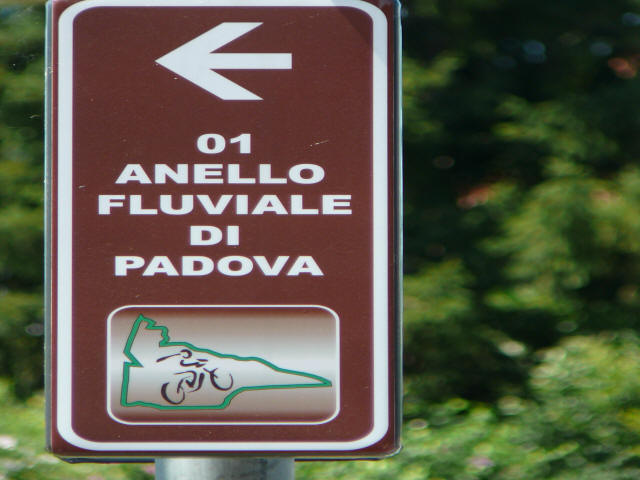 01
ANELLO
FLUVIALE
DI
PADOVA